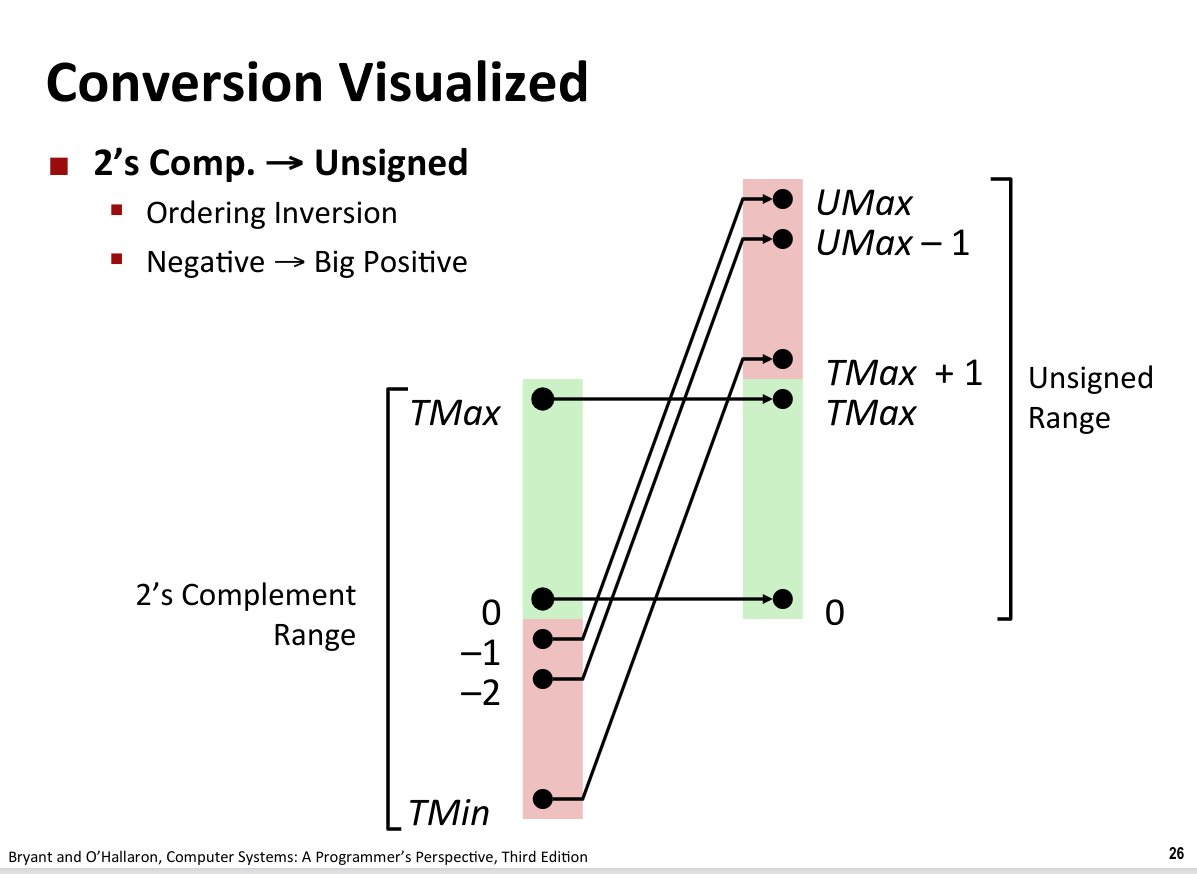 Conversion Visualized
■ 2’s Comp. → Unsigned
▪ Ordering Inversion
▪ Negative → Big Positive
UMax
UMax – 1
TMax + 1
TMax
0
Unsigned
Range
TMax
0
–1
–2
TMin
2’s Complement
Range
Bryant and O’Hallaron, Computer Systems: A Programmer’s Perspective, Third Edition
26